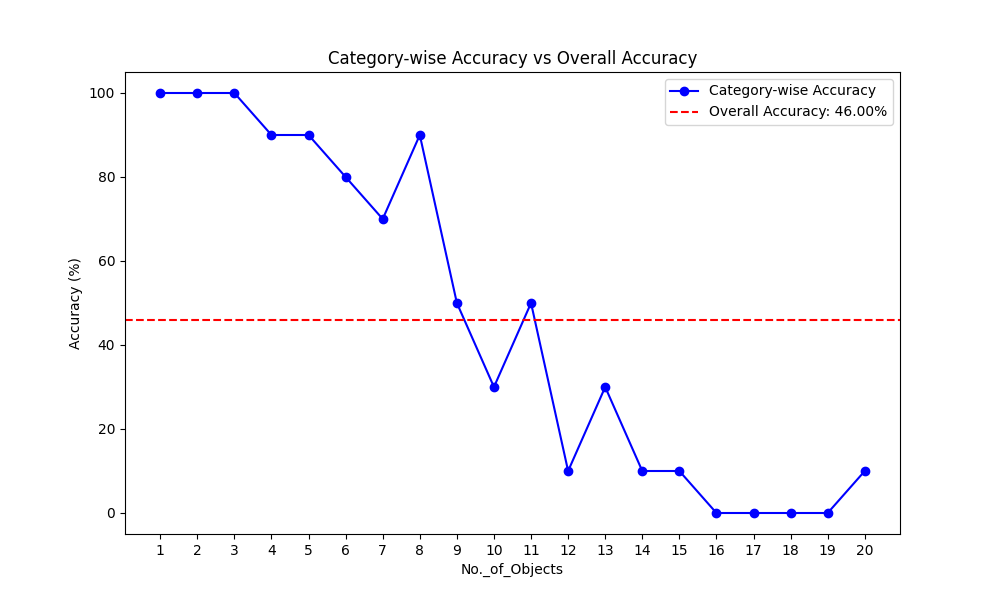 Category-wise Accuracy vs Overall Accuracy
Category-wise Accuracy
Overall Accuracy: 46.00%
100
80
60
40
20
0
Accuracy (%)
1 2 3 4 5 6 7 8 9 10 11 12 13 14 15 16 17 18 19 20
No._of_Objects